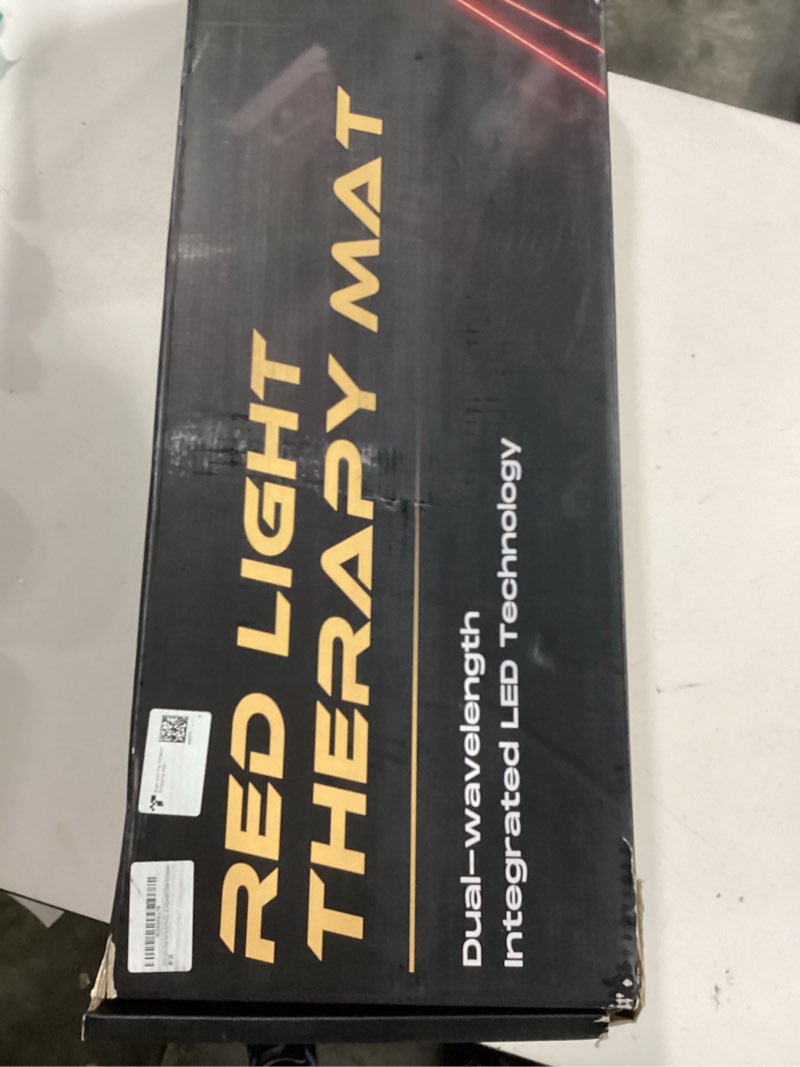 RED LIGHT
THERAPY MAT
Dual-wavelength
Integrated LED Technology